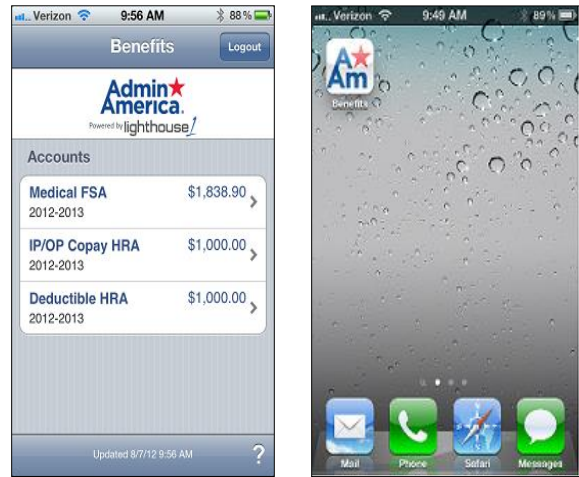 Verizon 9:56 AM 88%
Benefits Logout
Admin
America.
Powered by lighthouse1
Accounts
Medical FSA $1,838.90
2012-2013
IP/OP Copay HRA $1,000.00
2012-2013
Deductible HRA $1,000.00
2012-2013
Updated 8/7/12 9:56 AM ?
Verizon 9:49 AM 89%
A
Am
Benefits
Mail Phone Safari Messages